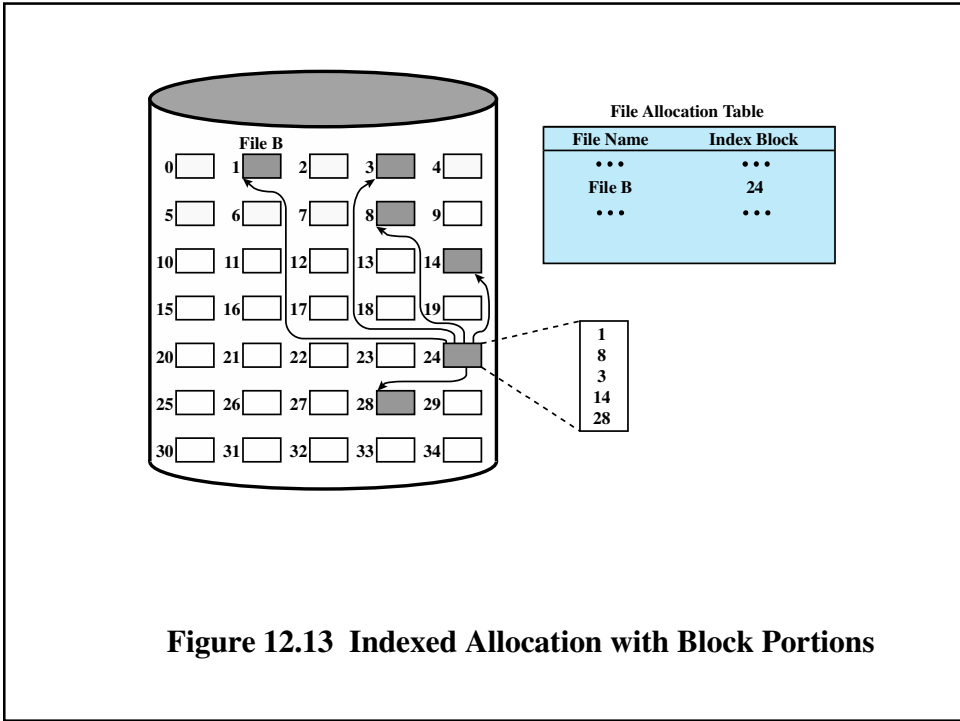 File Allocation Table
File Name Index Block
• • • • • •
File B 24
• • • • • •
File B
0 1 2 3 4
5 6 7 8 9
10 11 12 13 14
15 16 17 18 19
20 21 22 23 24
25 26 27 28 29
30 31 32 33 34
1
8
3
14
28
Figure 12.13 Indexed Allocation with Block Portions